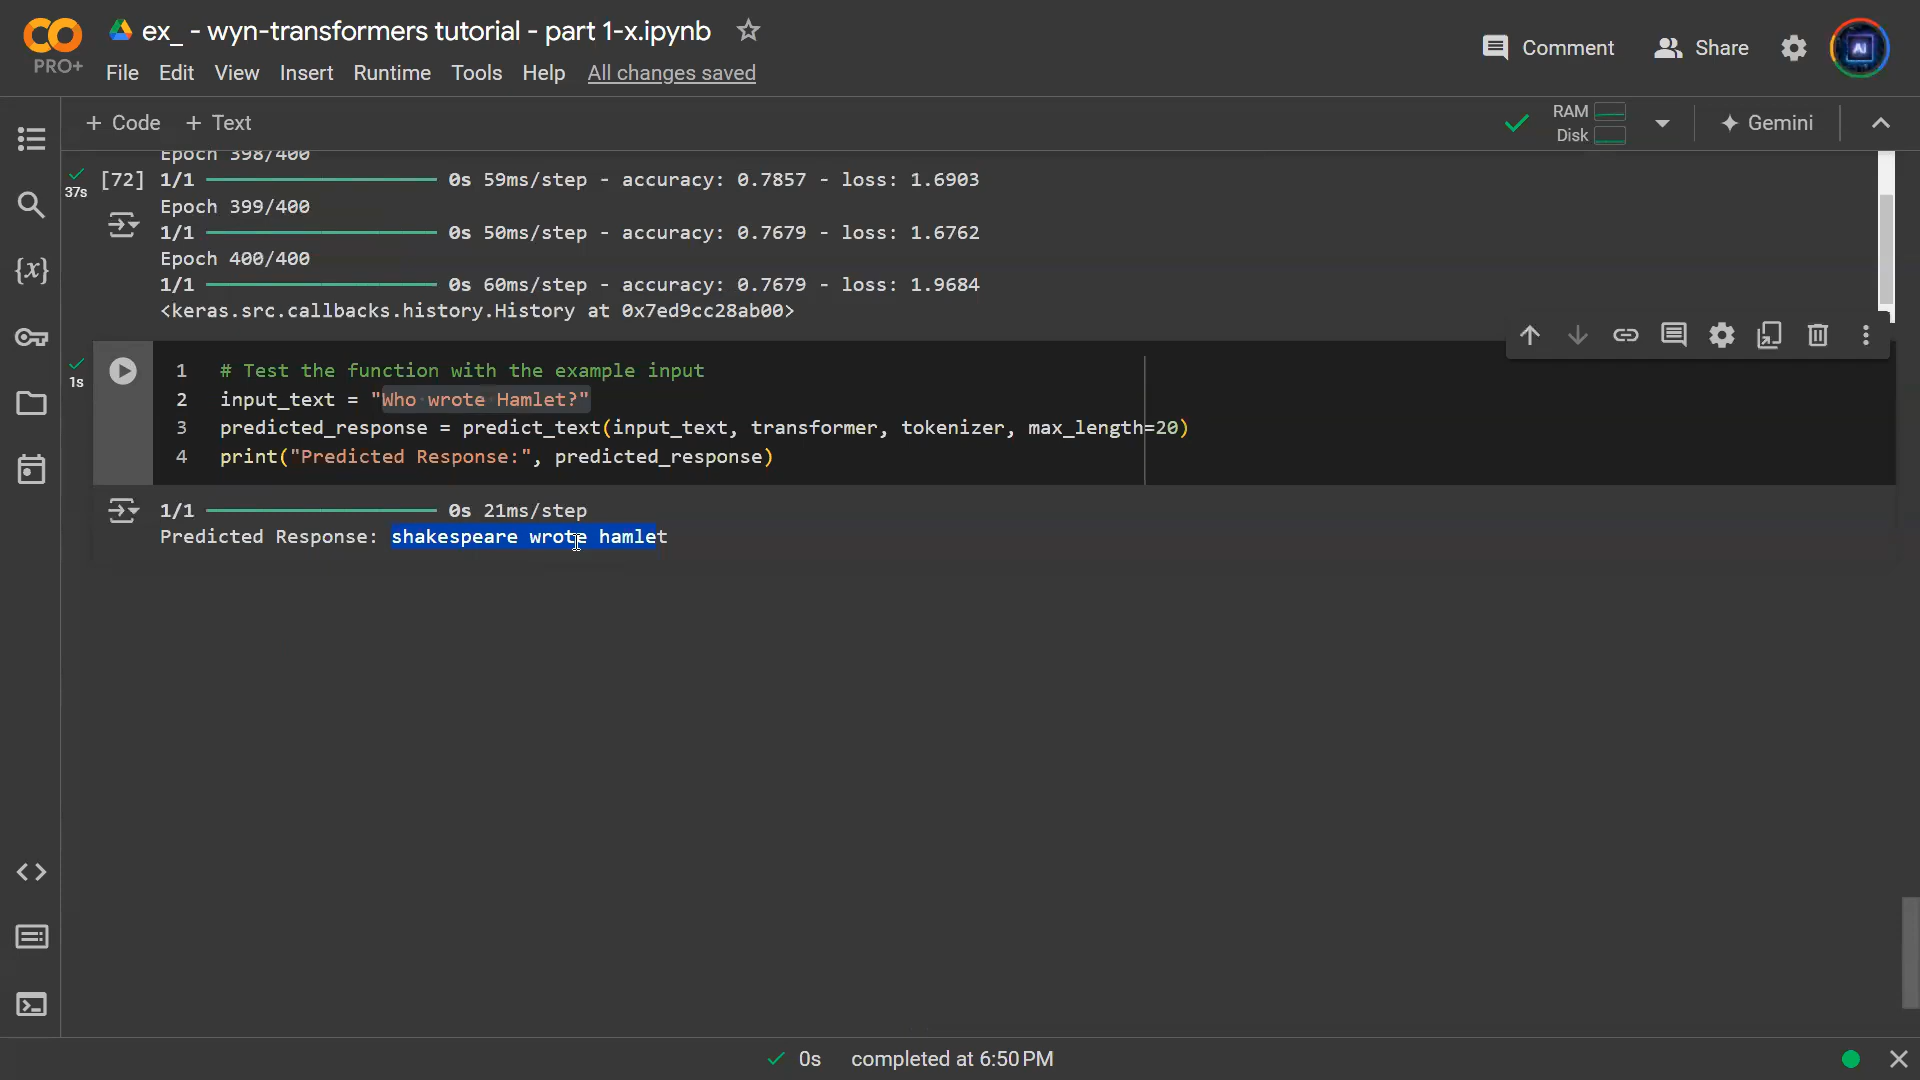 ex_ - wyn-transformers tutorial - part 1-x.ipynb
PRO+
File Edit View Insert Runtime Tools Help All changes saved
Comment Share
AI
+ Code + Text
RAM
Disk
Gemini
Epoch 398/400
37s [72] 1/1 0s 59ms/step - accuracy: 0.7857 - loss: 1.6903
Epoch 399/400
1/1 0s 50ms/step - accuracy: 0.7679 - loss: 1.6762
Epoch 400/400
1/1 0s 60ms/step - accuracy: 0.7679 - loss: 1.9684
<keras.src.callbacks.history.History at 0x7ed9cc28ab00>
1s
1 # Test the function with the example input
2 input_text = "Who wrote Hamlet?"
3 predicted_response = predict_text(input_text, transformer, tokenizer, max_length=20)
4 print("Predicted Response:", predicted_response)
1/1 0s 21ms/step
Predicted Response: shakespeare wrote hamlet
{x}
0s completed at 6:50 PM